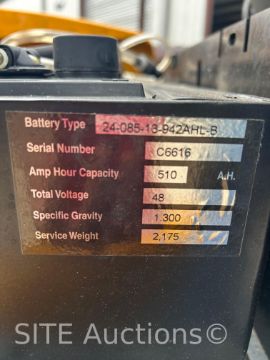 Battery Type 24-085-13-942AHL-B
Serial Number C6616
Amp Hour Capacity 510 A.H.
Total Voltage 48
Specific Gravity 1.300
Service Weight 2,175
SITE Auctions: ©